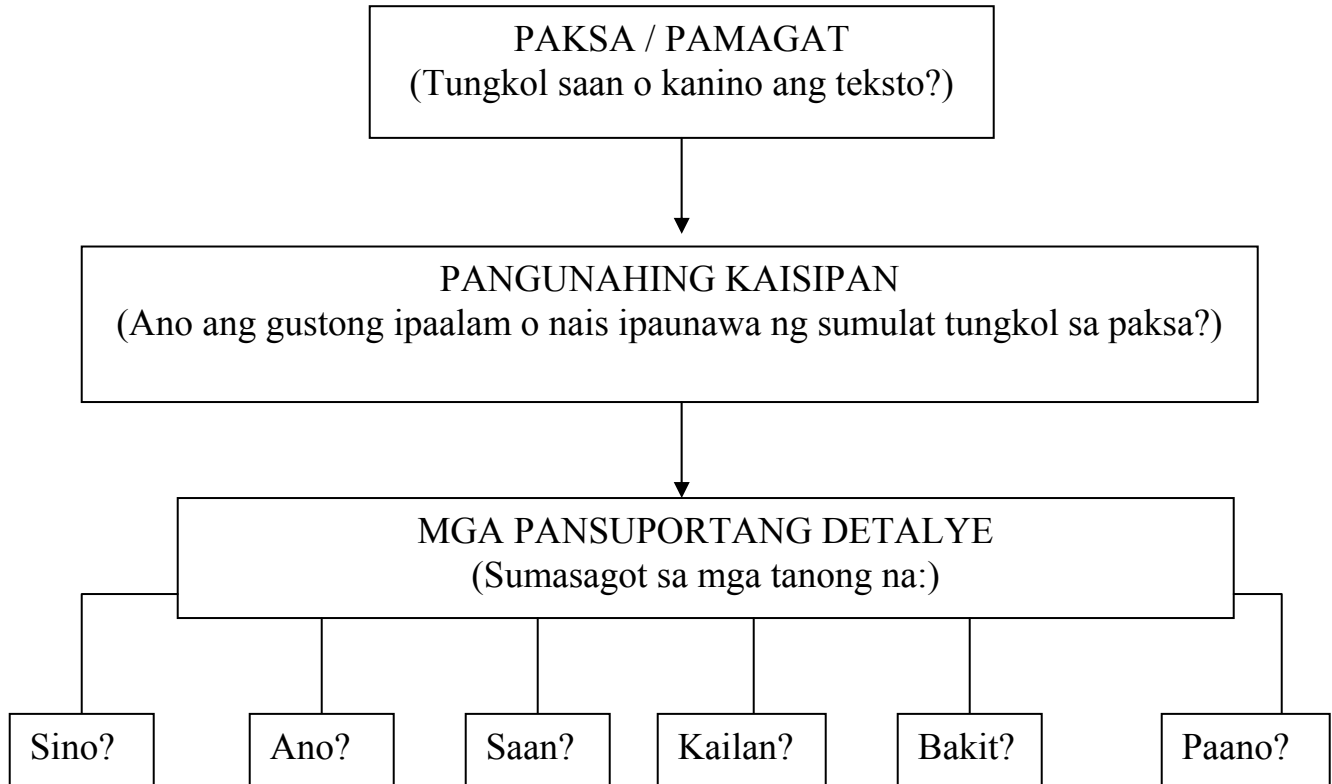 PAKSA / PAMAGAT
(Tungkol saan o kanino ang teksto?)
PANGUNAHING KAISIPAN
(Ano ang gustong ipaalam o nais ipaunawa ng sumulat tungkol sa paksa?)
MGA PANSUPORTANG DETALYE
(Sumasagot sa mga tanong na:)
Sino?
Ano?
Saan?
Kailan?
Bakit?
Paano?